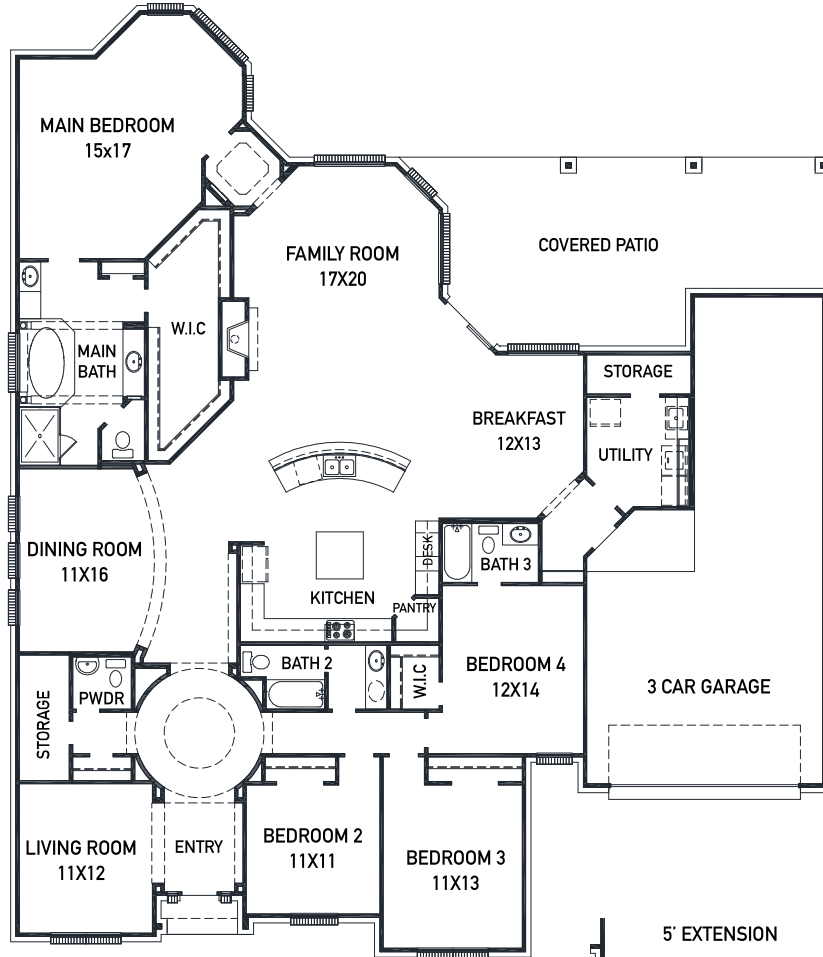 MAIN BEDROOM
15x17
FAMILY ROOM
17X20
COVERED PATIO
W.I.C
MAIN
BATH
STORAGE
BREAKFAST
12X13
UTILITY
DINING ROOM
11X16
DESK
BATH 3
KITCHEN
PANTRY
BATH 2
W.I.C
BEDROOM 4
12X14
3 CAR GARAGE
STORAGE
PWDR
LIVING ROOM
11X12
ENTRY
BEDROOM 2
11X11
BEDROOM 3
11X13
5' EXTENSION